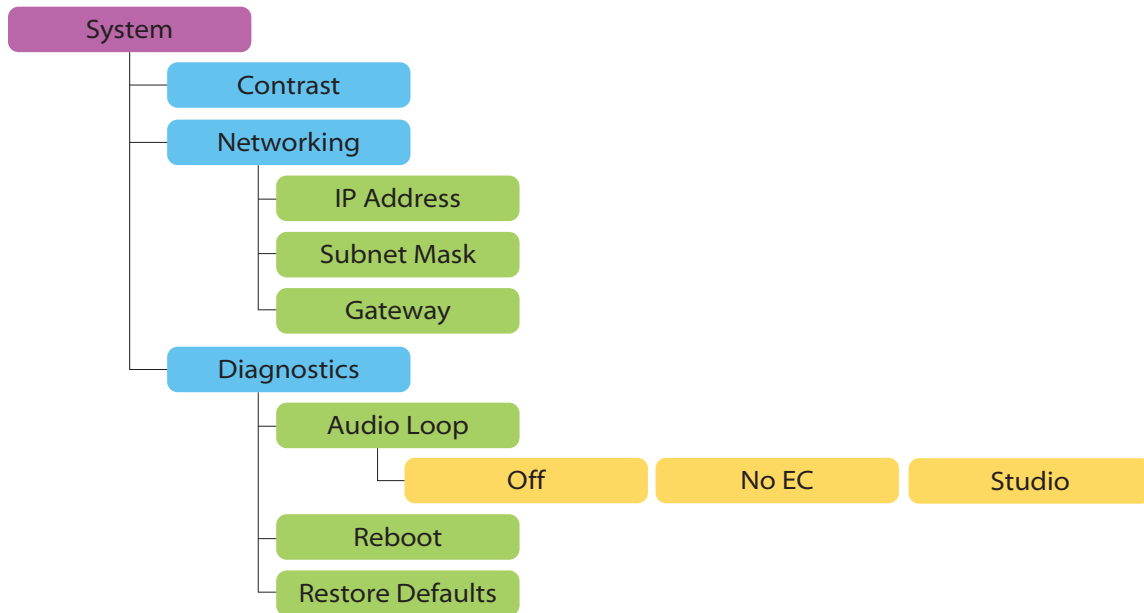 System
Contrast
Networking
IP Address
Subnet Mask
Gateway
Diagnostics
Audio Loop
Off
No EC
Studio
Reboot
Restore Defaults